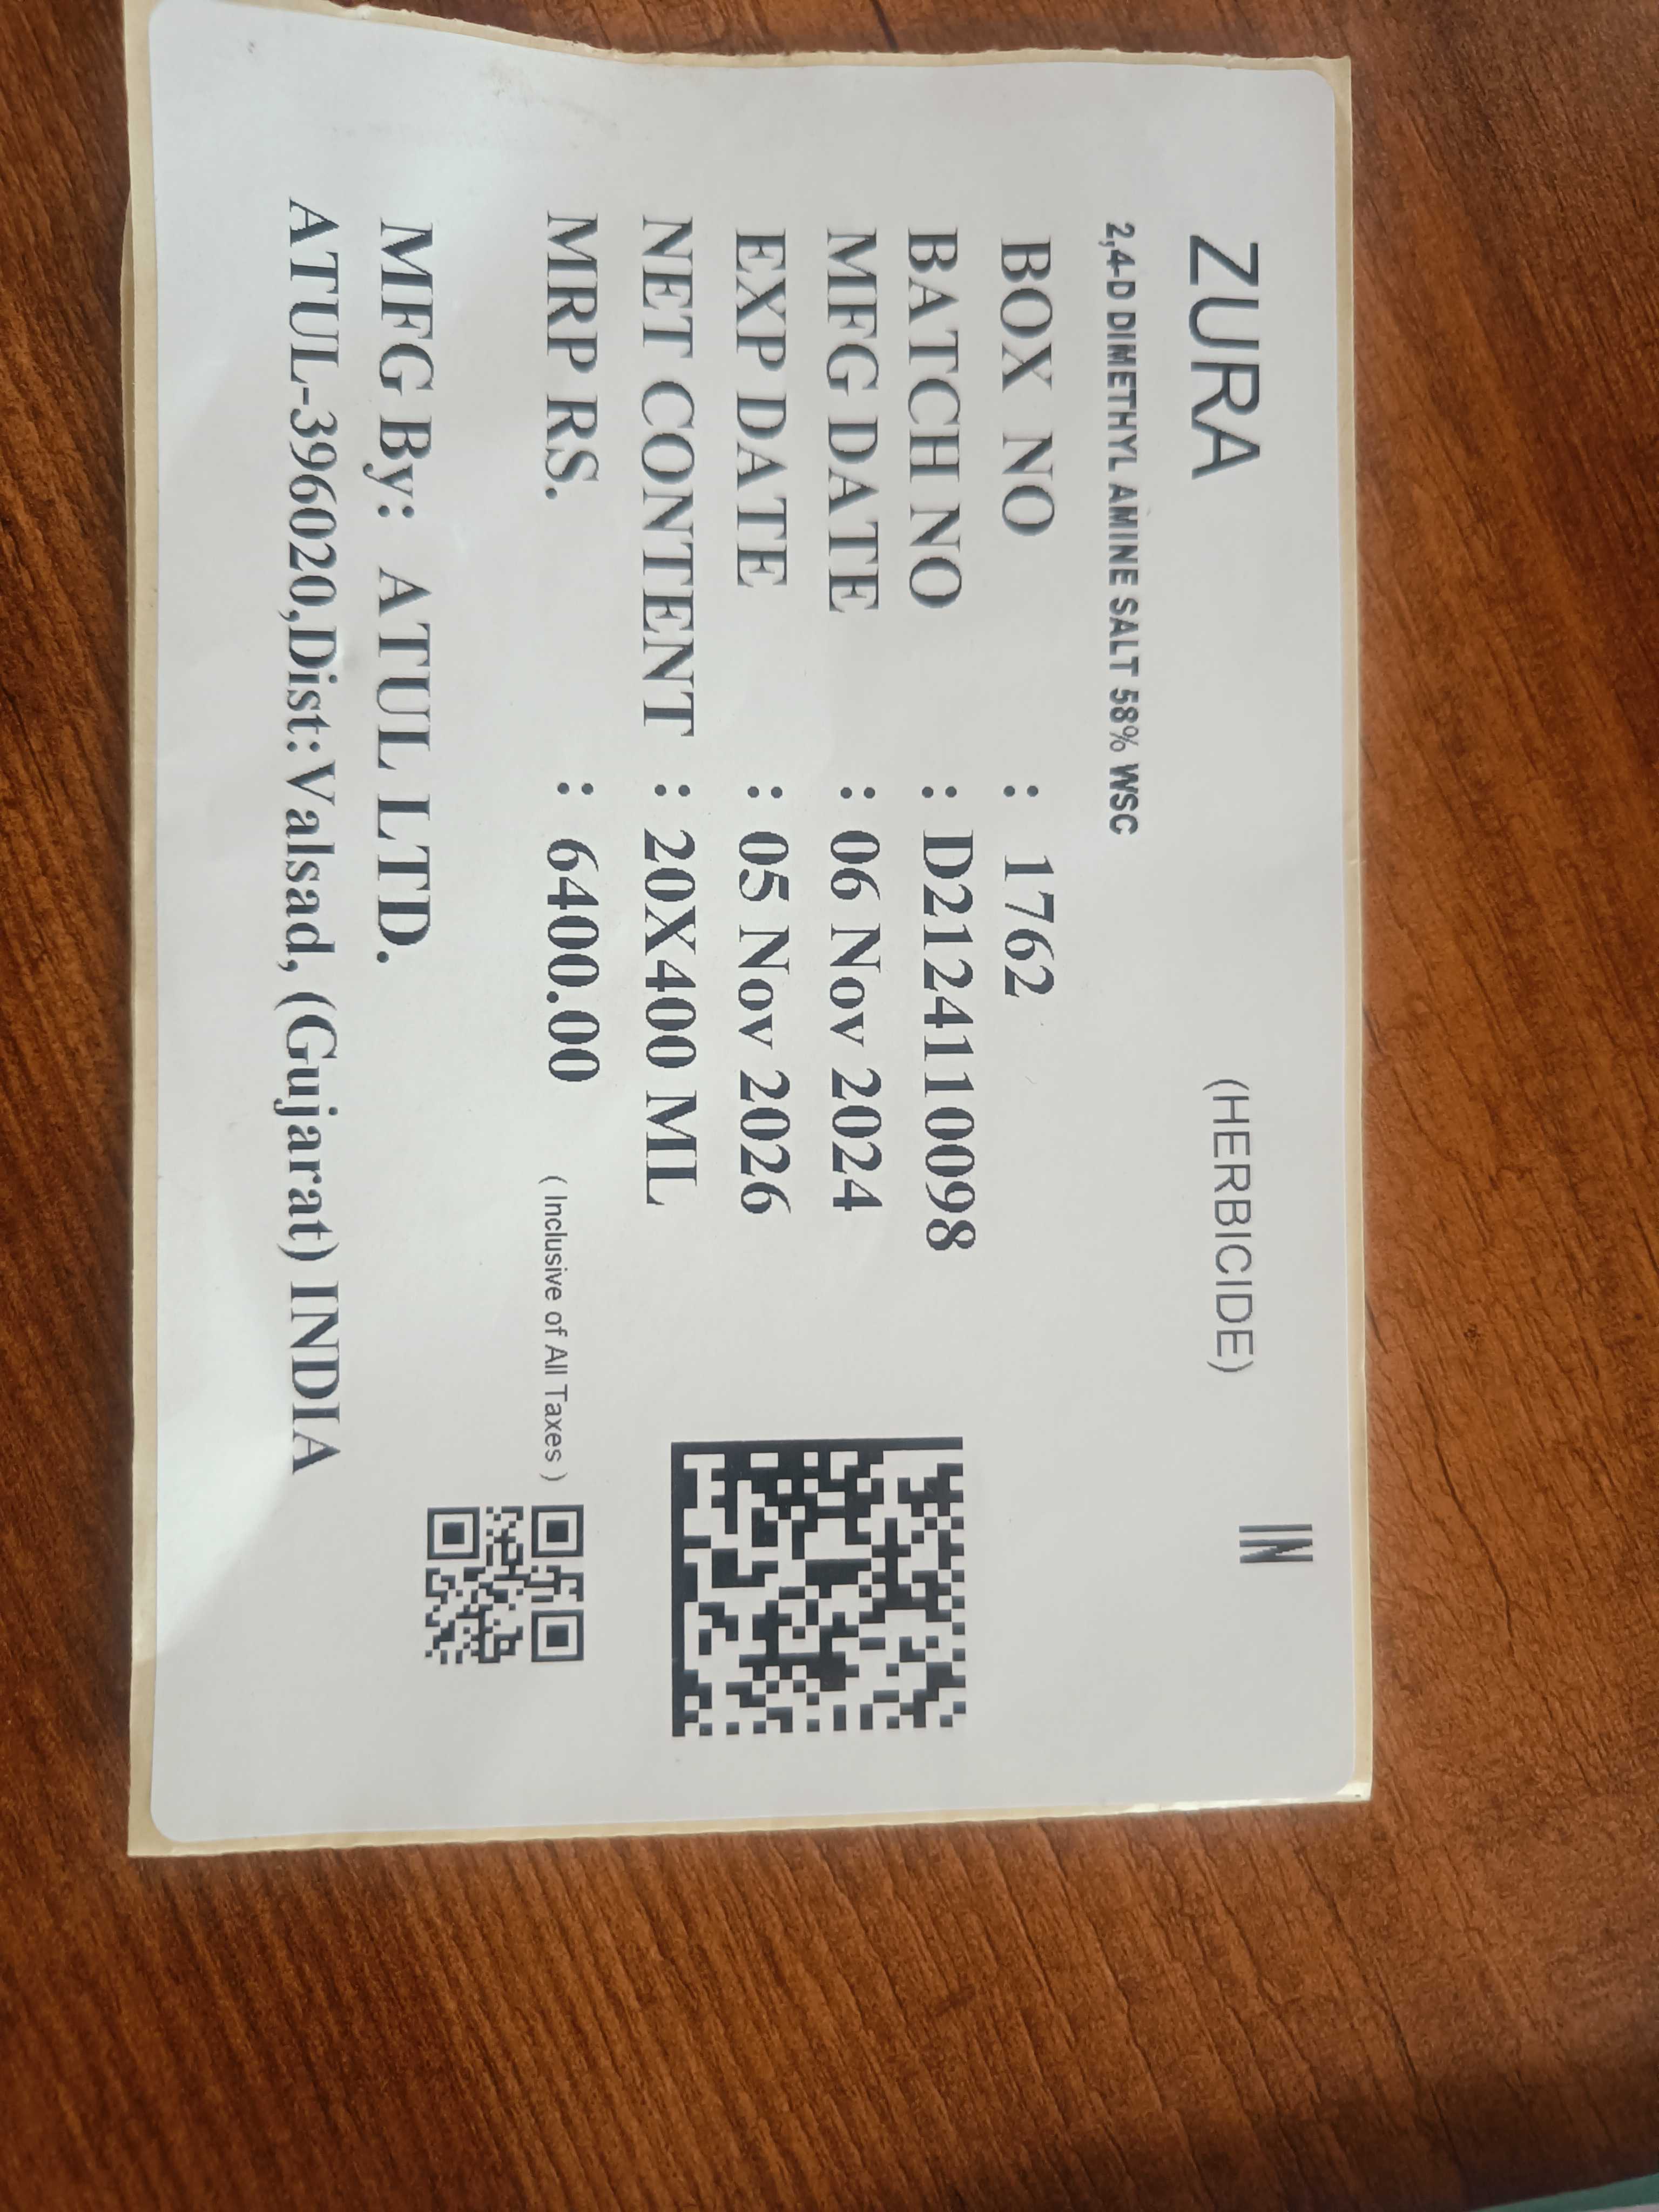 IN
ZURA (HERBICIDE)
2,4-D DIMETHYL AMINE SALT 58% WSC
BOX NO : 1762
BATCH NO : D2124110098
MFG DATE : 06 Nov 2024
EXP DATE : 05 Nov 2026
NET CONTENT : 20X400 ML
MRP RS. : 6400.00 ( Inclusive of All Taxes )
MFG By: ATUL LTD.
ATUL-396020,Dist:Valsad, (Gujarat) INDIA